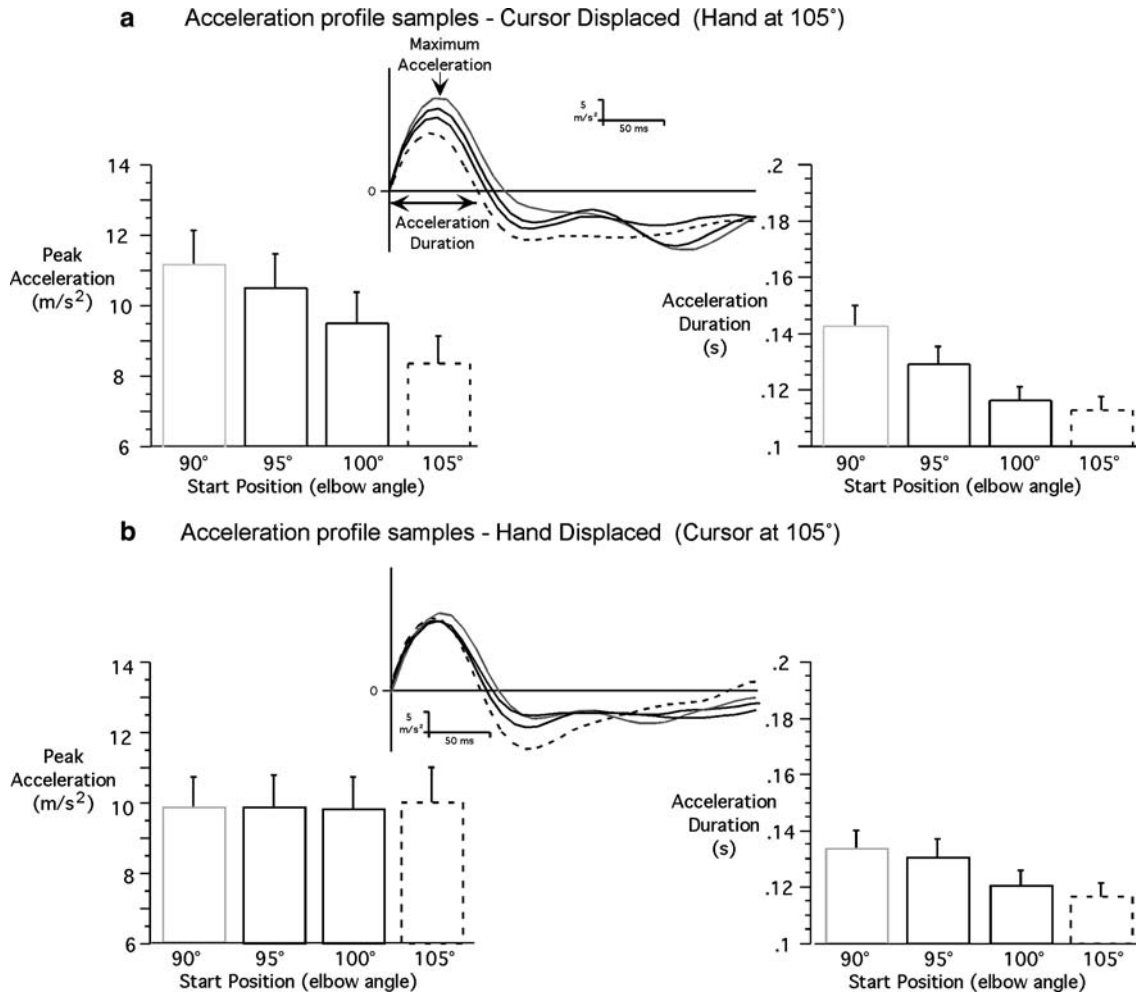 a Acceleration profile samples - Cursor Displaced (Hand at 105˚)
Maximum
Acceleration
5
m/s²
50 ms
0
Acceleration
Duration
14
12
10
8
6
Peak
Acceleration
(m/s²)
90° 95° 100° 105°
Start Position (elbow angle)
.2
.18
.16
.14
.12
.1
Acceleration
Duration
(s)
90° 95° 100° 105°
Start Position (elbow angle)
b Acceleration profile samples - Hand Displaced (Cursor at 105˚)
0
5
m/s²
50 ms
14
12
10
8
6
Peak
Acceleration
(m/s²)
90° 95° 100° 105°
Start Position (elbow angle)
.2
.18
.16
.14
.12
.1
Acceleration
Duration
(s)
90° 95° 100° 105°
Start Position (elbow angle)